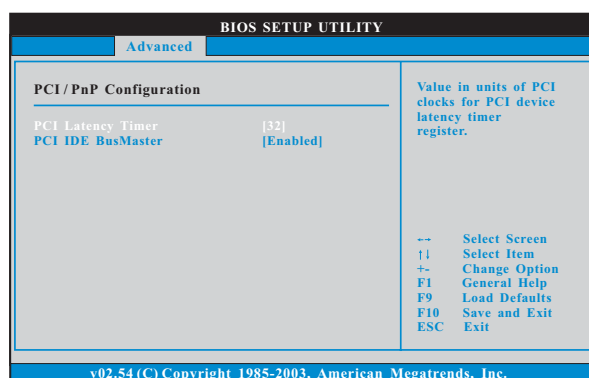 BIOS SETUP UTILITY
Advanced
PCI / PnP Configuration
PCI Latency Timer [32]
PCI IDE BusMaster [Enabled]
Value in units of PCI
clocks for PCI device
latency timer
register.
←→ Select Screen
↑↓ Select Item
+- Change Option
F1 General Help
F9 Load Defaults
F10 Save and Exit
ESC Exit
v02.54 (C) Copyright 1985-2003, American Megatrends, Inc.